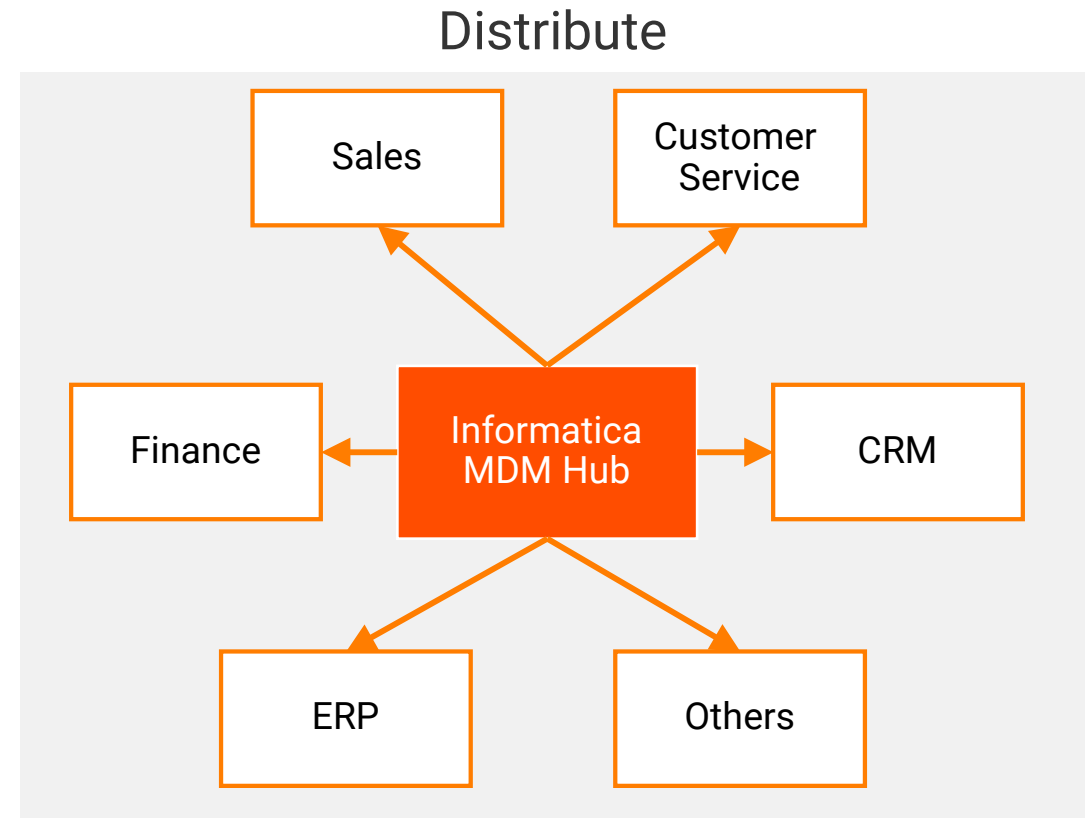 Distribute
Sales
Customer
Service
Finance
Informatica
MDM Hub
CRM
ERP
Others